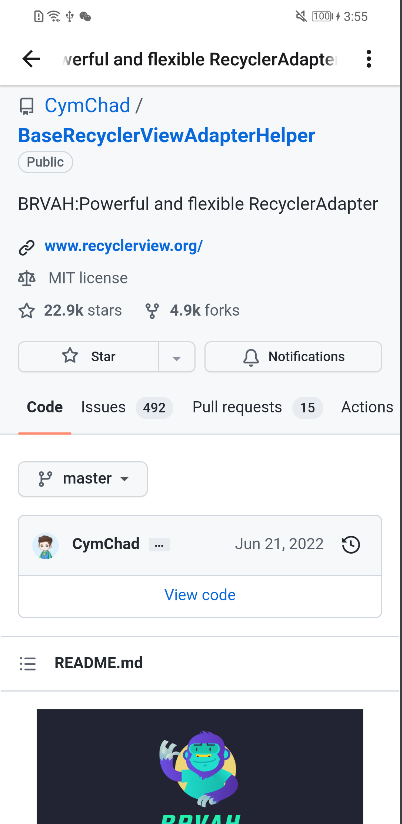 100 3:55
werful and flexible RecyclerAdapte
CymChad /
BaseRecyclerViewAdapterHelper
Public
BRVAH:Powerful and flexible RecyclerAdapter
www.recyclerview.org/
MIT license
22.9k stars 4.9k forks
Star Notifications
Code Issues 492 Pull requests 15 Actions
master
CymChad ... Jun 21, 2022
View code
README.md
BRVAH